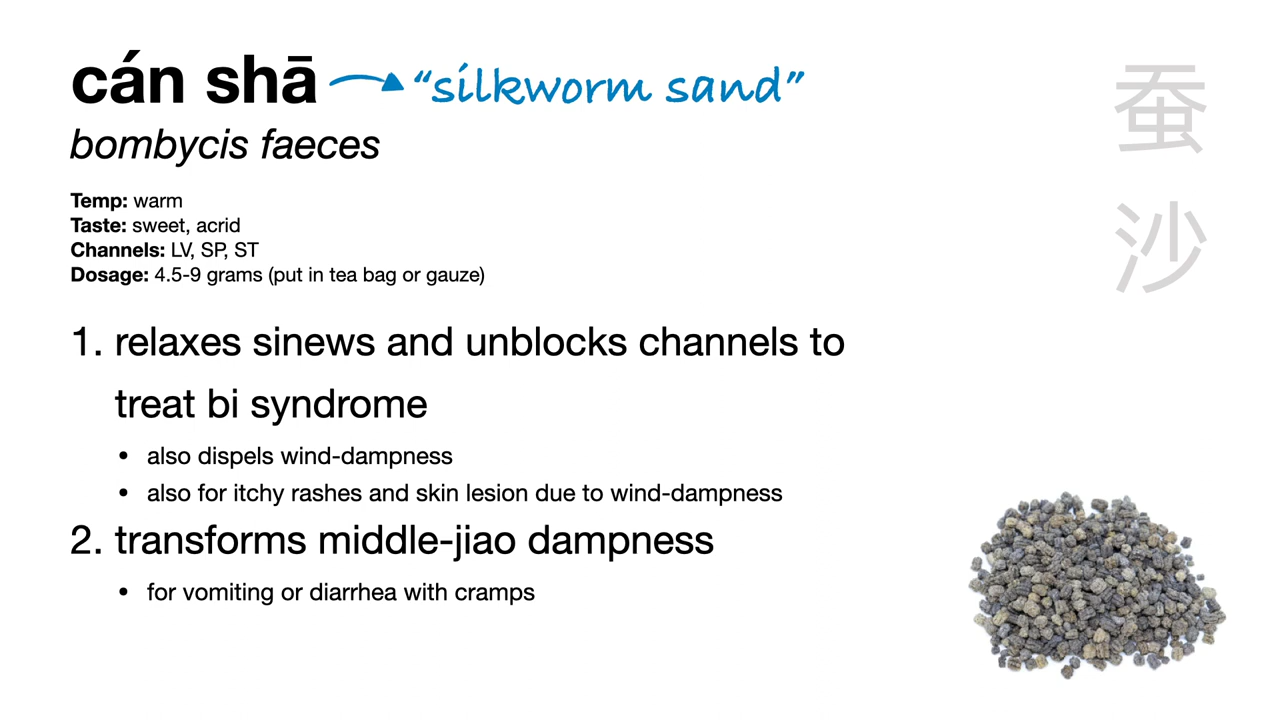 cán shā
“silkworm sand”
bombycis faeces
Temp: warm
Taste: sweet, acrid
Channels: LV, SP, ST
Dosage: 4.5-9 grams (put in tea bag or gauze)
1. relaxes sinews and unblocks channels to
treat bi syndrome
• also dispels wind-dampness
• also for itchy rashes and skin lesion due to wind-dampness
2. transforms middle-jiao dampness
• for vomiting or diarrhea with cramps
蚕
沙